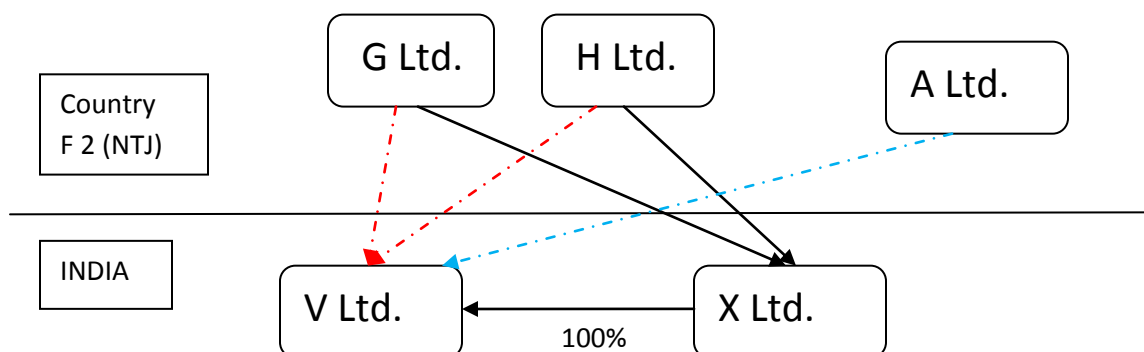 G Ltd.
H Ltd.
A Ltd.
Country
F 2 (NTJ)
INDIA
V Ltd.
X Ltd.
100%